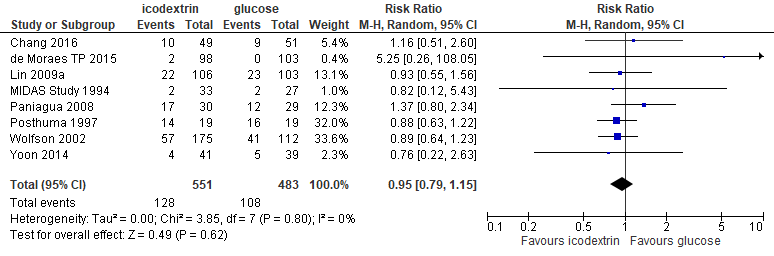 icodextrin glucose Risk Ratio Risk Ratio
Study or Subgroup Events Total Events Total Weight M-H, Random, 95% CI M-H, Random, 95% CI
Chang 2016 10 49 9 51 5.4% 1.16 [0.51, 2.60]
de Moraes TP 2015 2 98 0 103 0.4% 5.25 [0.26, 108.05]
Lin 2009a 22 106 23 103 13.1% 0.93 [0.55, 1.56]
MIDAS Study 1994 2 33 2 27 1.0% 0.82 [0.12, 5.43]
Paniagua 2008 17 30 12 29 12.5% 1.37 [0.80, 2.34]
Posthuma 1997 14 19 16 19 31.8% 0.88 [0.63, 1.22]
Wolfson 2002 57 175 41 112 33.6% 0.89 [0.64, 1.23]
Yoon 2014 4 41 5 39 2.3% 0.76 [0.22, 2.63]
Total (95% CI) 551 483 100.0% 0.95 [0.79, 1.15]
Total events 128 108
Heterogeneity: Tau² = 0.00; Chi² = 3.85, df = 7 (P = 0.80); I² = 0%
Test for overall effect: Z = 0.49 (P = 0.62)
0.1 0.2 0.5 1 2 5 10
Favours icodextrin Favours glucose